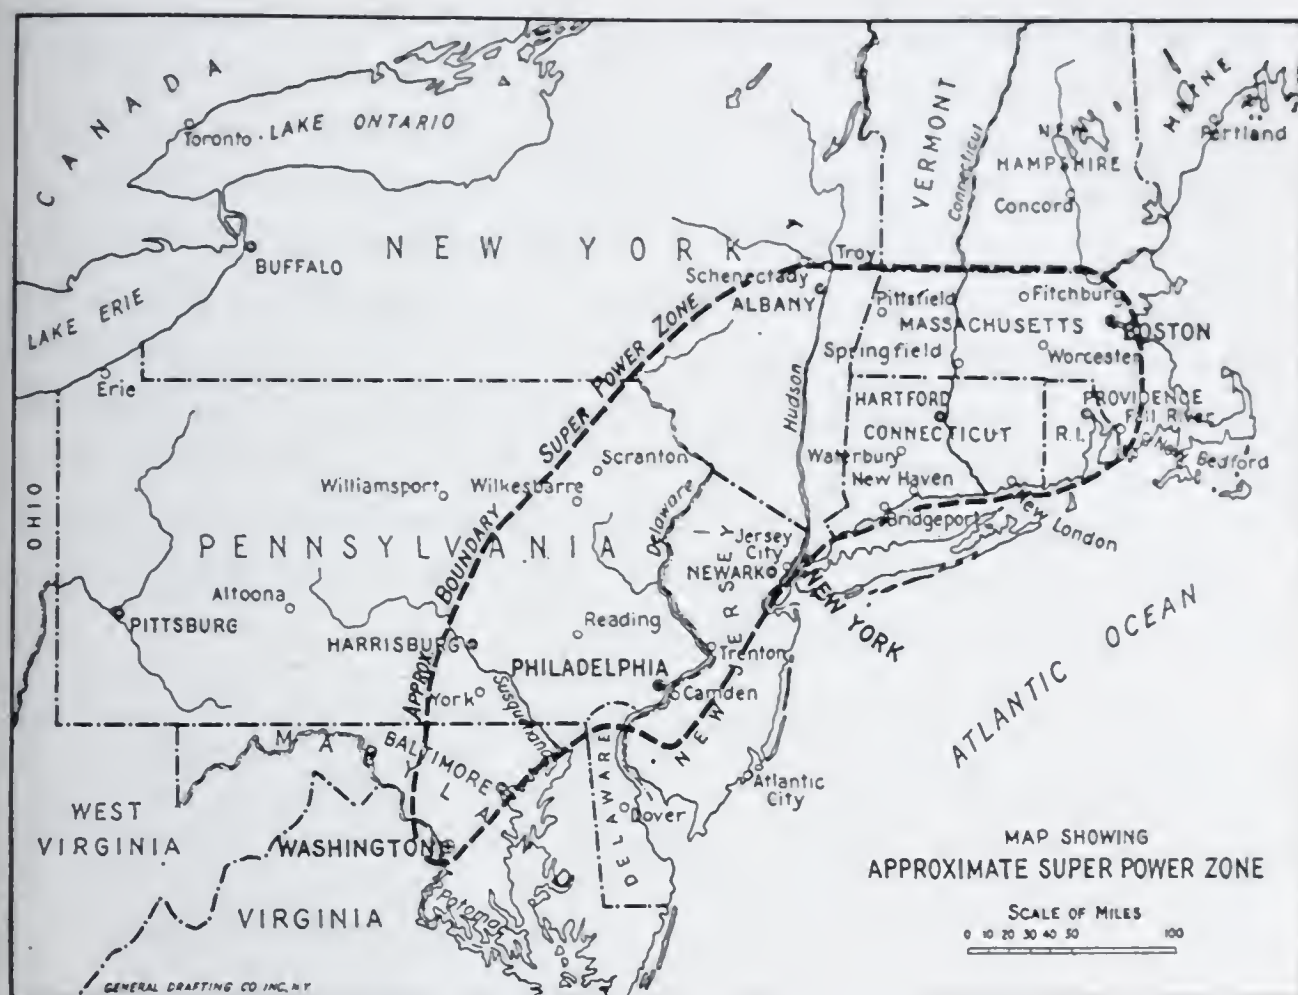 CANADA
Toronto
LAKE ONTARIO
LAKE ERIE
BUFFALO
Erie
NEW YORK
VERMONT
Connecticut
NEW
HAMPSHIRE
Concord
MAINE
Portland
Troy
Schenectady
ALBANY
Pittsfield
Fitchburg
MASSACHUSETTS
BOSTON
Springfield
Worcester
Hudson
HARTFORD
PROVIDENCE
Fall River
CONNECTICUT
R.I.
New Bedford
Waterbury
New Haven
Bridgeport
New London
APPROX. BOUNDARY SUPER POWER ZONE
OHIO
Scranton
Williamsport
Wilkesbarre
Delaware
PENNSYLVANIA
Jersey
City
NEWARK
NEW YORK
NEW JERSEY
Altoona
PITTSBURG
HARRISBURG
Reading
Trenton
PHILADELPHIA
Camden
York
Susquehanna
MARYLAND
BALTIMORE
DELAWARE
Dover
Atlantic
City
WEST
VIRGINIA
WASHINGTON
VIRGINIA
Potomac
ATLANTIC OCEAN
MAP SHOWING
APPROXIMATE SUPER POWER ZONE
SCALE OF MILES
0 10 20 30 40 50 100
GENERAL DRAFTING CO INC, N.Y.